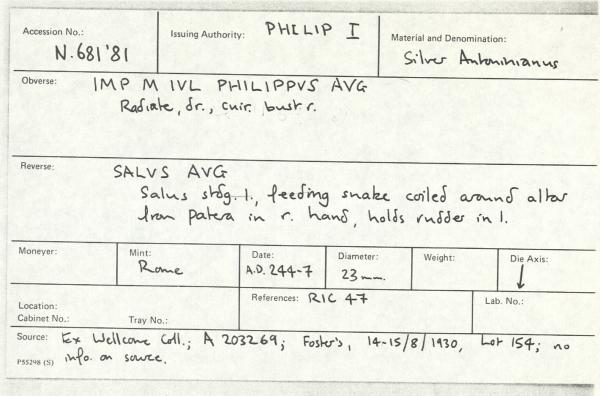 Accession No.: Issuing Authority: PHILIP I Material and Denomination:
N.681'81 Silver Antoninianus
Obverse: IMP M IVL PHILIPPVS AVG
Radiate, dr., cuir. bust r.
Reverse: SALVS AVG
Salus stdg. l., feeding snake coiled around altar
from patera in r. hand, holds rudder in l.
Moneyer: Mint: Date: Diameter: Weight: Die Axis:
Rome A.D. 244-7 23 mm. ↓
References: RIC 47 Lab. No.:
Location:
Cabinet No.: Tray No.:
Source: Ex Wellcome Coll.; A 203269; Foster's, 14-15/8/1930, Lot 154; no
P55298 (S) info. on source.